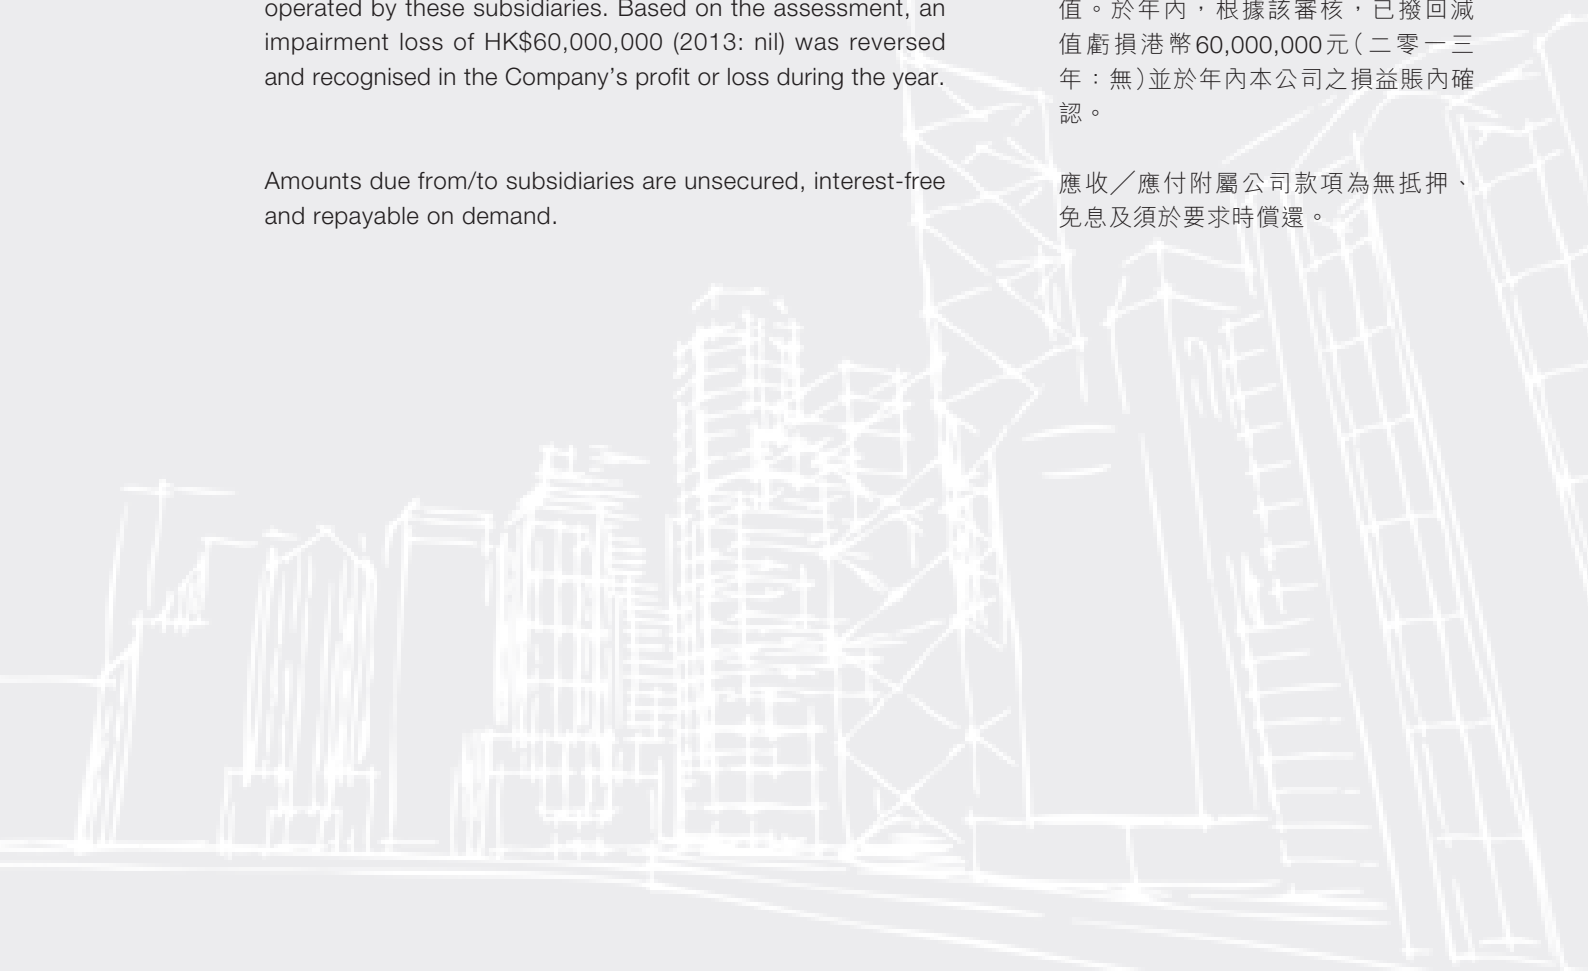 operated by these subsidiaries. Based on the assessment, an
impairment loss of HK$60,000,000 (2013: nil) was reversed
and recognised in the Company’s profit or loss during the year.
Amounts due from/to subsidiaries are unsecured, interest-free
and repayable on demand.
值。於年內，根據該審核，已撥回減
值虧損港幣60,000,000元（二零一三
年：無）並於年內本公司之損益賬內確
認。
應收／應付附屬公司款項為無抵押、
免息及須於要求時償還。